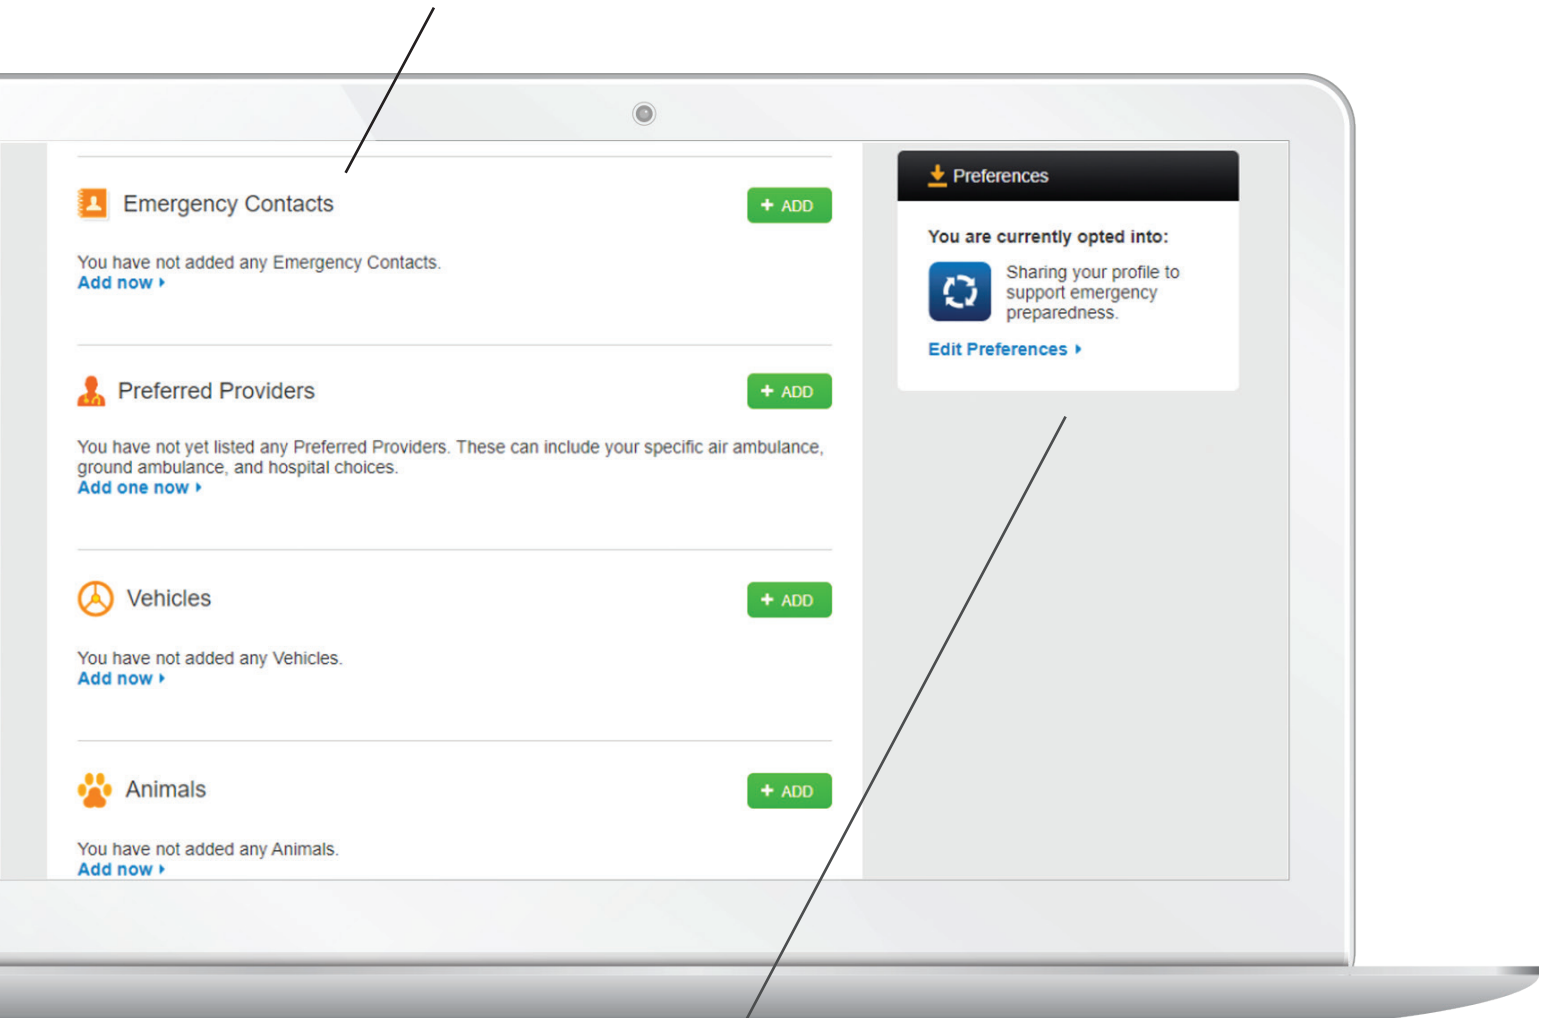 Emergency Contacts
+ ADD
You have not added any Emergency Contacts.
Add now
Preferred Providers
+ ADD
You have not yet listed any Preferred Providers. These can include your specific air ambulance,
ground ambulance, and hospital choices.
Add one now
Vehicles
+ ADD
You have not added any Vehicles.
Add now
Animals
+ ADD
You have not added any Animals.
Add now
Preferences
You are currently opted into:
Sharing your profile to
support emergency
preparedness.
Edit Preferences